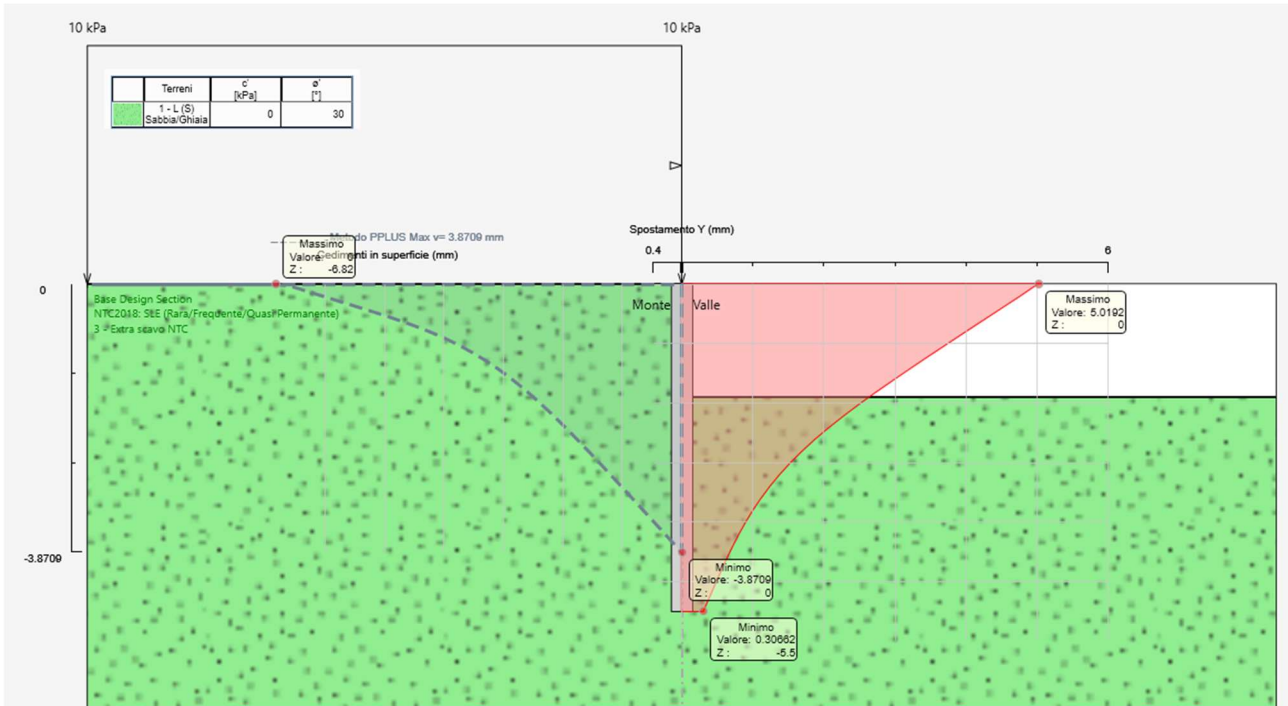 10 kPa
10 kPa
Terreni
c'
[kPa]
ø'
[°]
1 - L (S)
Sabbia/Ghiaia
0
30
Metodo PPLUS Max v= 3.8709 mm
Cedimenti in superficie (mm)
Massimo
Valore:
Z : -6.82
Spostamento Y (mm)
0.4
6
0
Base Design Section
NTC2018: SLE (Rara/Frequente/Quasi Permanente)
3 - Extra scavo NTC
Monte
Valle
Massimo
Valore: 5.0192
Z : 0
-3.8709
Minimo
Valore: -3.8709
Z : 0
Minimo
Valore: 0.30662
Z : -5.5